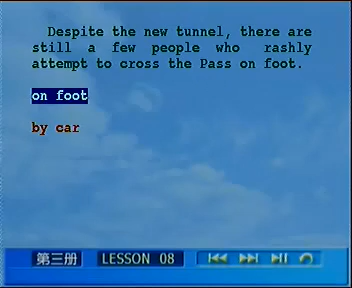 Despite the new tunnel, there are
still a few people who rashly
attempt to cross the Pass on foot.
on foot
by car
第三册 LESSON 08